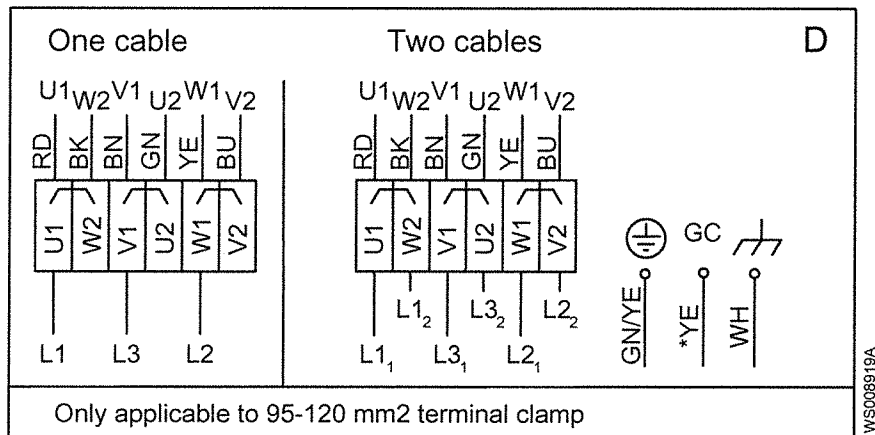 One cable
Two cables
D
U1 W2 V1 U2 W1 V2
RD BK BN GN YE BU
U1 W2 V1 U2 W1 V2
L1 L3 L2
U1 W2 V1 U2 W1 V2
RD BK BN GN YE BU
U1 W2 V1 U2 W1 V2
L1₂ L3₂ L2₂
L1₁ L3₁ L2₁
GC
GN/YE *YE WH
Only applicable to 95-120 mm2 terminal clamp
WS008919A